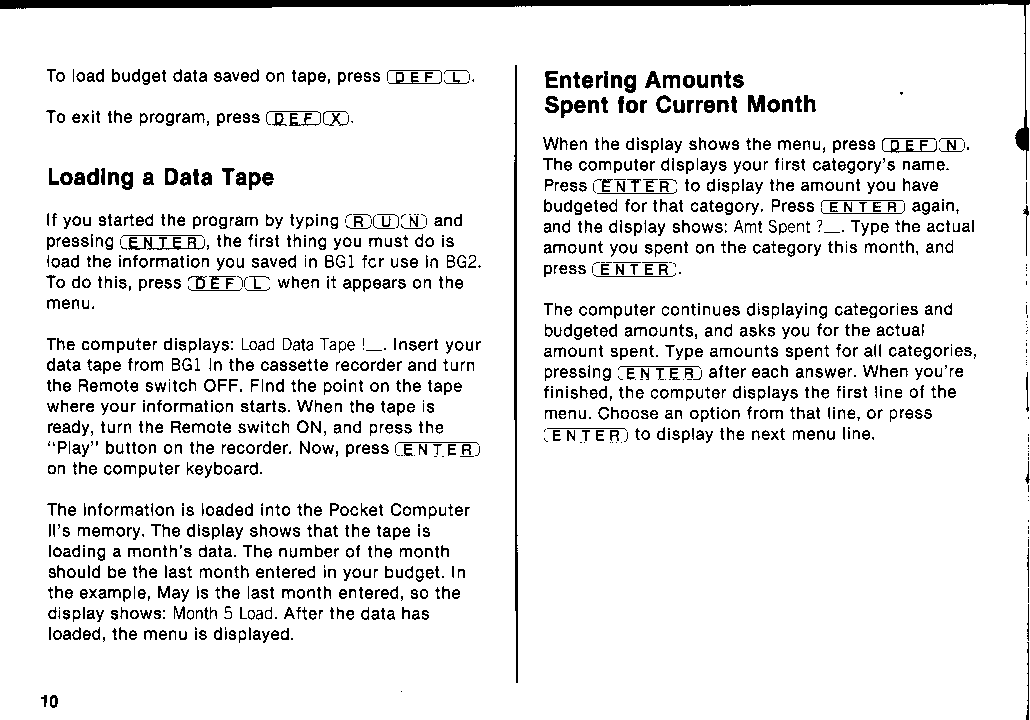 To load budget data saved on tape, press (DEF)(L).
To exit the program, press (DEF)(X).
Loading a Data Tape
If you started the program by typing (R)(U)(N) and
pressing (ENTER), the first thing you must do is
load the information you saved in BG1 for use in BG2.
To do this, press (DEF)(L) when it appears on the
menu.
The computer displays: Load Data Tape !_. Insert your
data tape from BG1 in the cassette recorder and turn
the Remote switch OFF. Find the point on the tape
where your information starts. When the tape is
ready, turn the Remote switch ON, and press the
"Play" button on the recorder. Now, press (ENTER)
on the computer keyboard.
The information is loaded into the Pocket Computer
II's memory. The display shows that the tape is
loading a month's data. The number of the month
should be the last month entered in your budget. In
the example, May is the last month entered, so the
display shows: Month 5 Load. After the data has
loaded, the menu is displayed.
10
Entering Amounts
Spent for Current Month
When the display shows the menu, press (DEF)(N).
The computer displays your first category's name.
Press (ENTER) to display the amount you have
budgeted for that category. Press (ENTER) again,
and the display shows: Amt Spent ?_. Type the actual
amount you spent on the category this month, and
press (ENTER).
The computer continues displaying categories and
budgeted amounts, and asks you for the actual
amount spent. Type amounts spent for all categories,
pressing (ENTER) after each answer. When you're
finished, the computer displays the first line of the
menu. Choose an option from that line, or press
(ENTER) to display the next menu line.